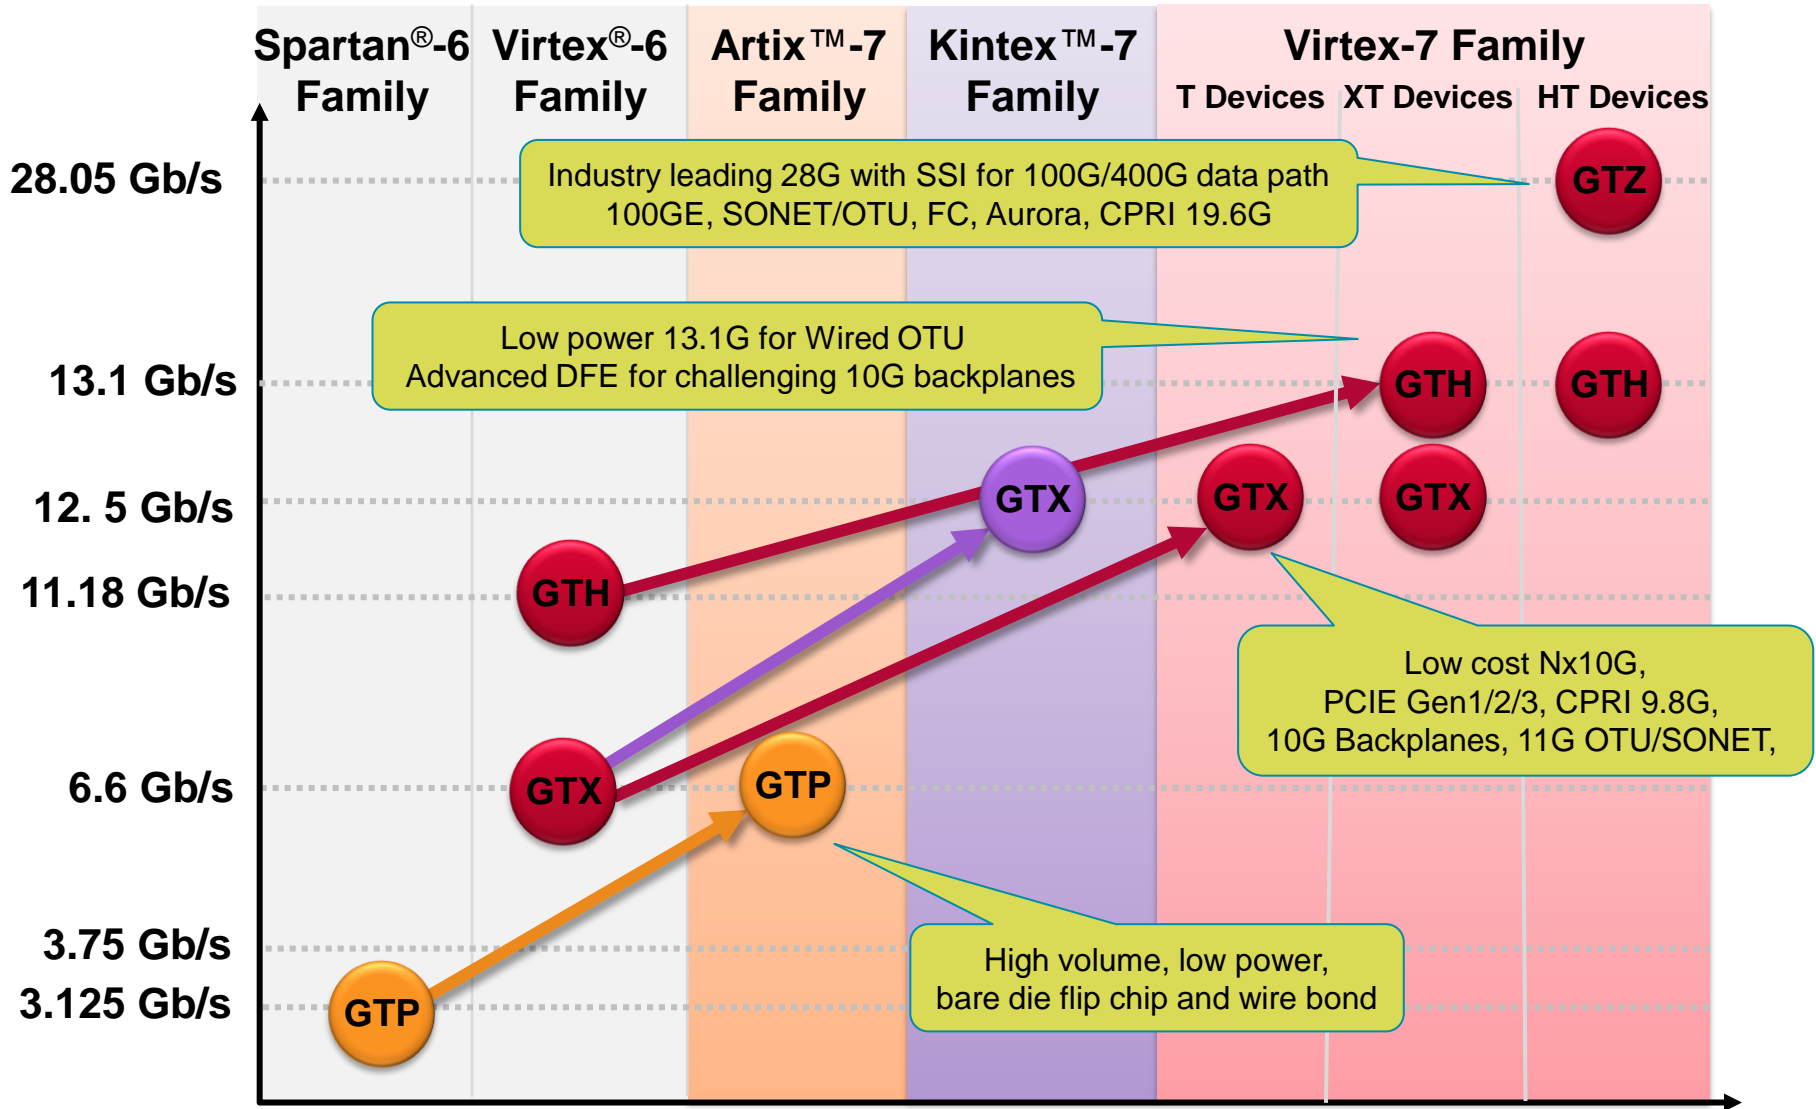 Spartan®-6
Family
Virtex®-6
Family
Artix™-7
Family
Kintex™-7
Family
Virtex-7 Family
T Devices
XT Devices
HT Devices
28.05 Gb/s
Industry leading 28G with SSI for 100G/400G data path
100GE, SONET/OTU, FC, Aurora, CPRI 19.6G
GTZ
Low power 13.1G for Wired OTU
Advanced DFE for challenging 10G backplanes
13.1 Gb/s
GTH
GTH
12. 5 Gb/s
GTX
GTX
GTX
11.18 Gb/s
GTH
Low cost Nx10G,
PCIE Gen1/2/3, CPRI 9.8G,
10G Backplanes, 11G OTU/SONET,
6.6 Gb/s
GTX
GTP
3.75 Gb/s
High volume, low power,
bare die flip chip and wire bond
3.125 Gb/s
GTP